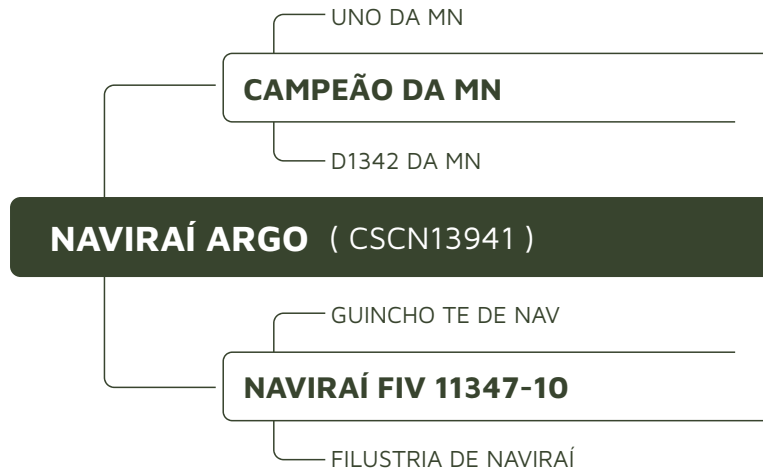 UNO DA MN
CAMPEÃO DA MN
D1342 DA MN
NAVIRAÍ ARGO ( CSCN13941 )
GUINCHO TE DE NAV
NAVIRAÍ FIV 11347-10
FILUSTRIA DE NAVIRAÍ